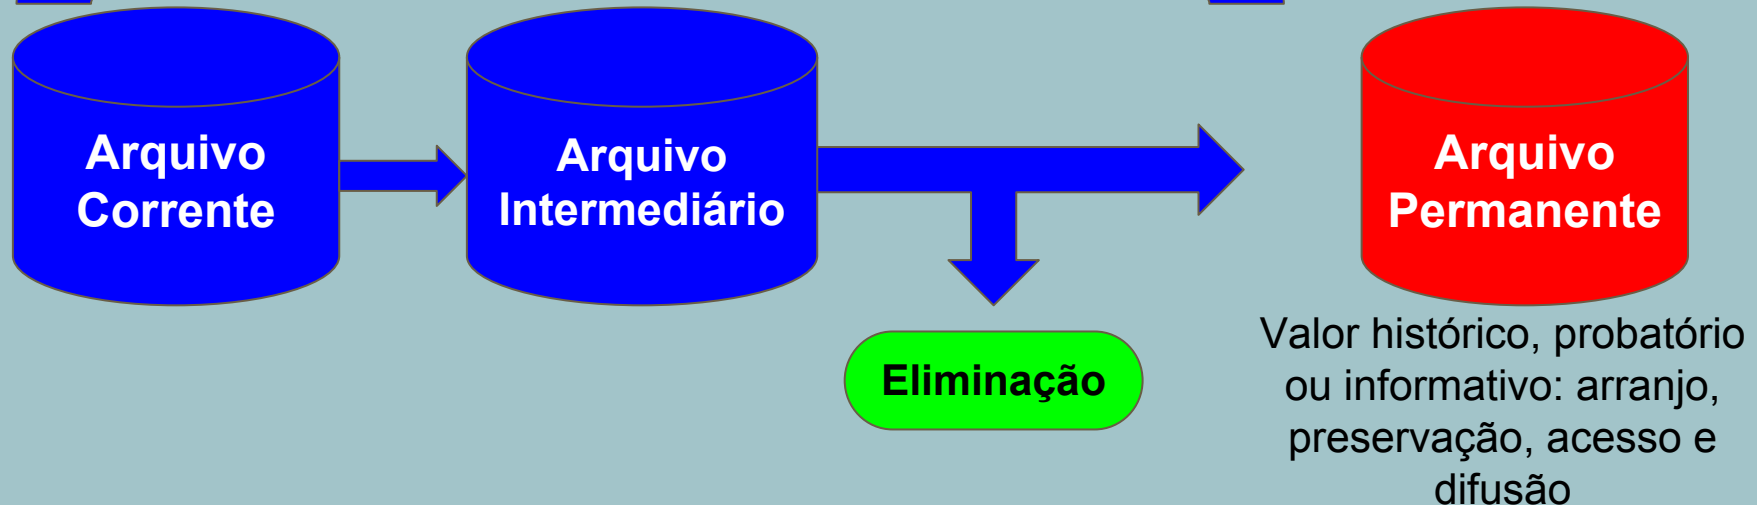 Arquivo
Corrente
Arquivo
Intermediário
Arquivo
Permanente
Eliminação
Valor histórico, probatório
ou informativo: arranjo,
preservação, acesso e
difusão